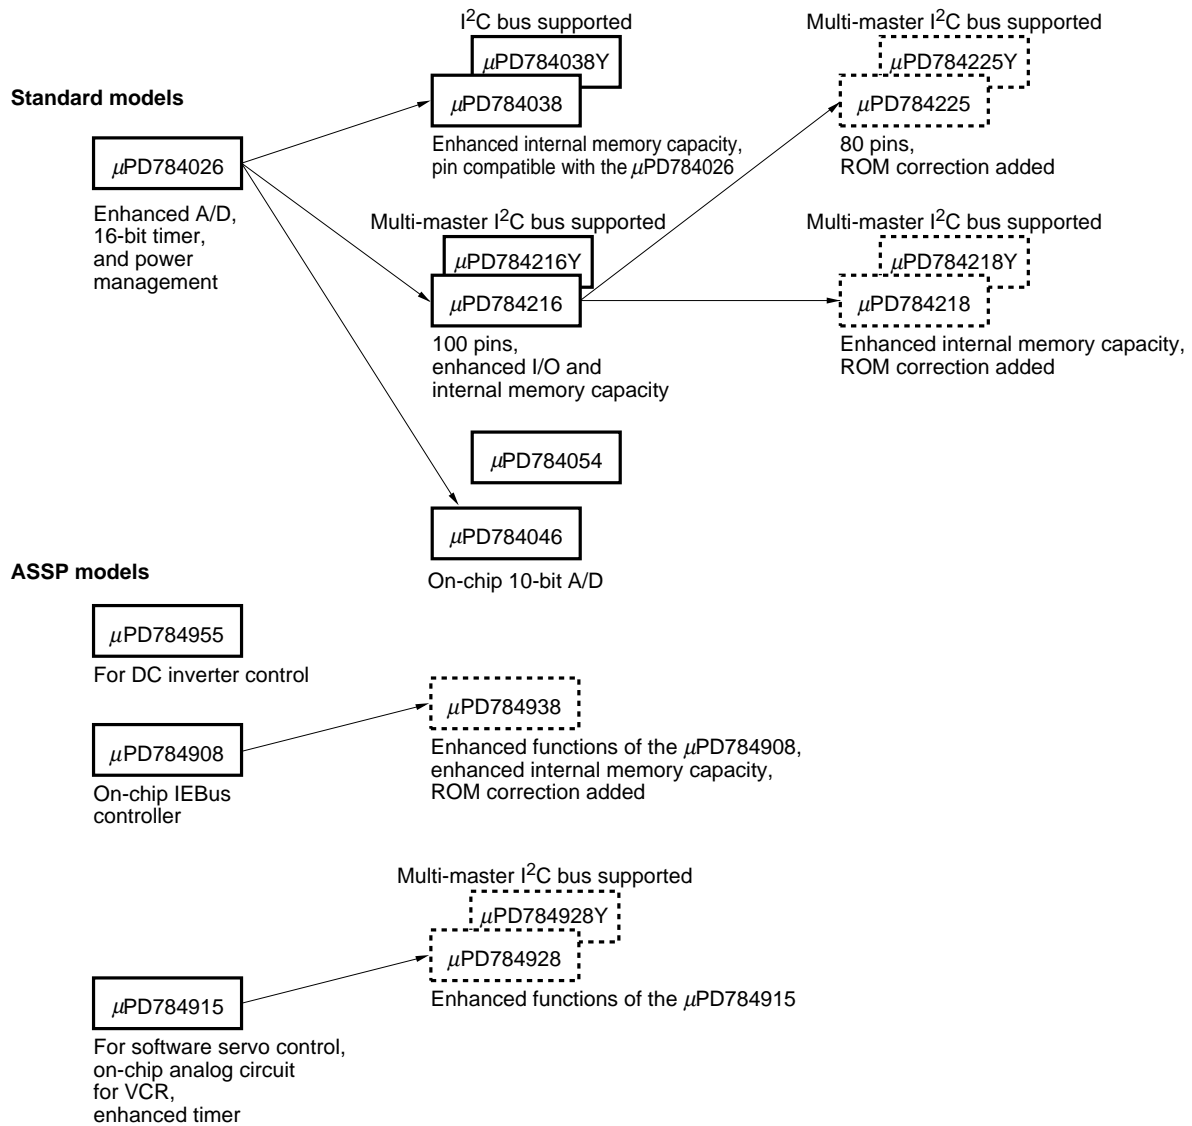 I²C bus supported
μPD784038Y
μPD784038
Enhanced internal memory capacity,
pin compatible with the μPD784026
Multi-master I²C bus supported
μPD784225Y
μPD784225
80 pins,
ROM correction added
Standard models
μPD784026
Enhanced A/D,
16-bit timer,
and power
management
Multi-master I²C bus supported
μPD784216Y
μPD784216
100 pins,
enhanced I/O and
internal memory capacity
Multi-master I²C bus supported
μPD784218Y
μPD784218
Enhanced internal memory capacity,
ROM correction added
μPD784054
μPD784046
On-chip 10-bit A/D
ASSP models
μPD784955
For DC inverter control
μPD784908
On-chip IEBus
controller
μPD784938
Enhanced functions of the μPD784908,
enhanced internal memory capacity,
ROM correction added
Multi-master I²C bus supported
μPD784928Y
μPD784928
Enhanced functions of the μPD784915
μPD784915
For software servo control,
on-chip analog circuit
for VCR,
enhanced timer